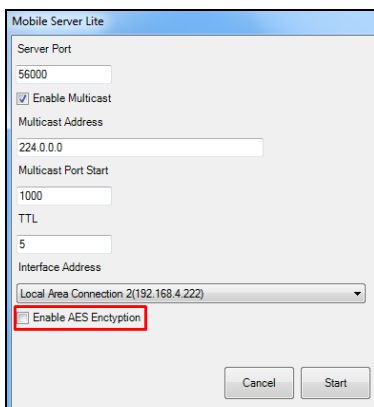 Mobile Server Lite
Server Port
56000
Enable Multicast
Multicast Address
224.0.0.0
Multicast Port Start
1000
TTL
5
Interface Address
Local Area Connection 2(192.168.4.222)
Enable AES Enctyption
Cancel Start